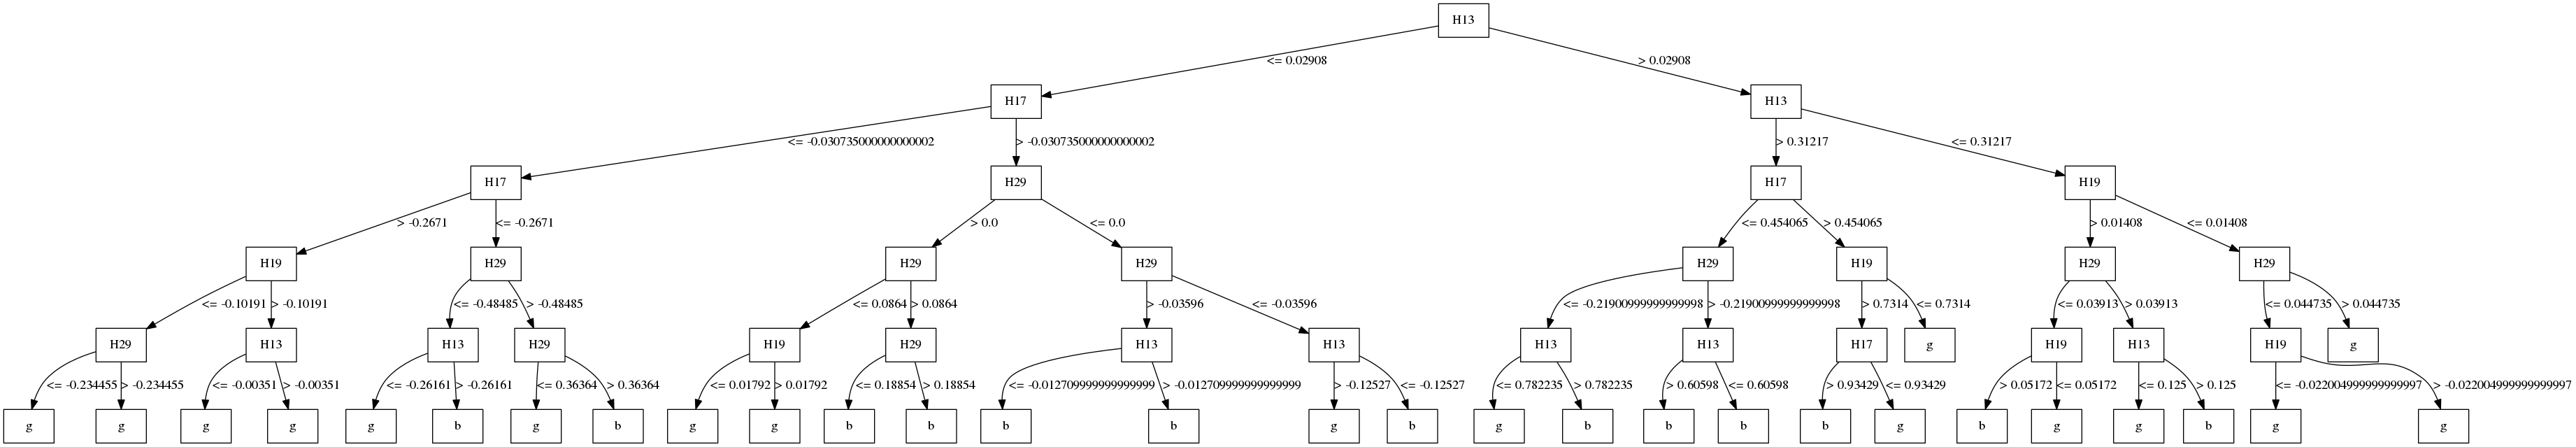 H13
<= 0.02908 > 0.02908
H17 H13
<= -0.030735000000000002 > -0.030735000000000002 > 0.31217 <= 0.31217
H17 H29 H17 H19
> -0.2671 <= -0.2671 > 0.0 <= 0.0 <= 0.454065 > 0.454065 > 0.01408 <= 0.01408
H19 H29 H29 H29 H29 H19 H29 H29
<= -0.10191 > -0.10191 <= -0.48485 > -0.48485 <= 0.0864 > 0.0864 > -0.03596 <= -0.03596 <= -0.21900999999999998 > -0.21900999999999998 > 0.7314 <= 0.7314 <= 0.03913 > 0.03913 <= 0.044735 > 0.044735
H29 H13 H13 H29 H19 H29 H13 H13 H13 H13 H17 g H19 H13 H19 g
<= -0.234455 > -0.234455 <= -0.00351 > -0.00351 <= -0.26161 > -0.26161 <= 0.36364 > 0.36364 <= 0.01792 > 0.01792 <= 0.18854 > 0.18854 <= -0.012709999999999999 > -0.012709999999999999 > -0.12527 <= -0.12527 <= 0.782235 > 0.782235 > 0.60598 <= 0.60598 > 0.93429 <= 0.93429 > 0.05172 <= 0.05172 <= 0.125 > 0.125 <= -0.022004999999999997 > -0.022004999999999997
g g g g g b g b g g b b b b g b g b b b b g b g g b g g